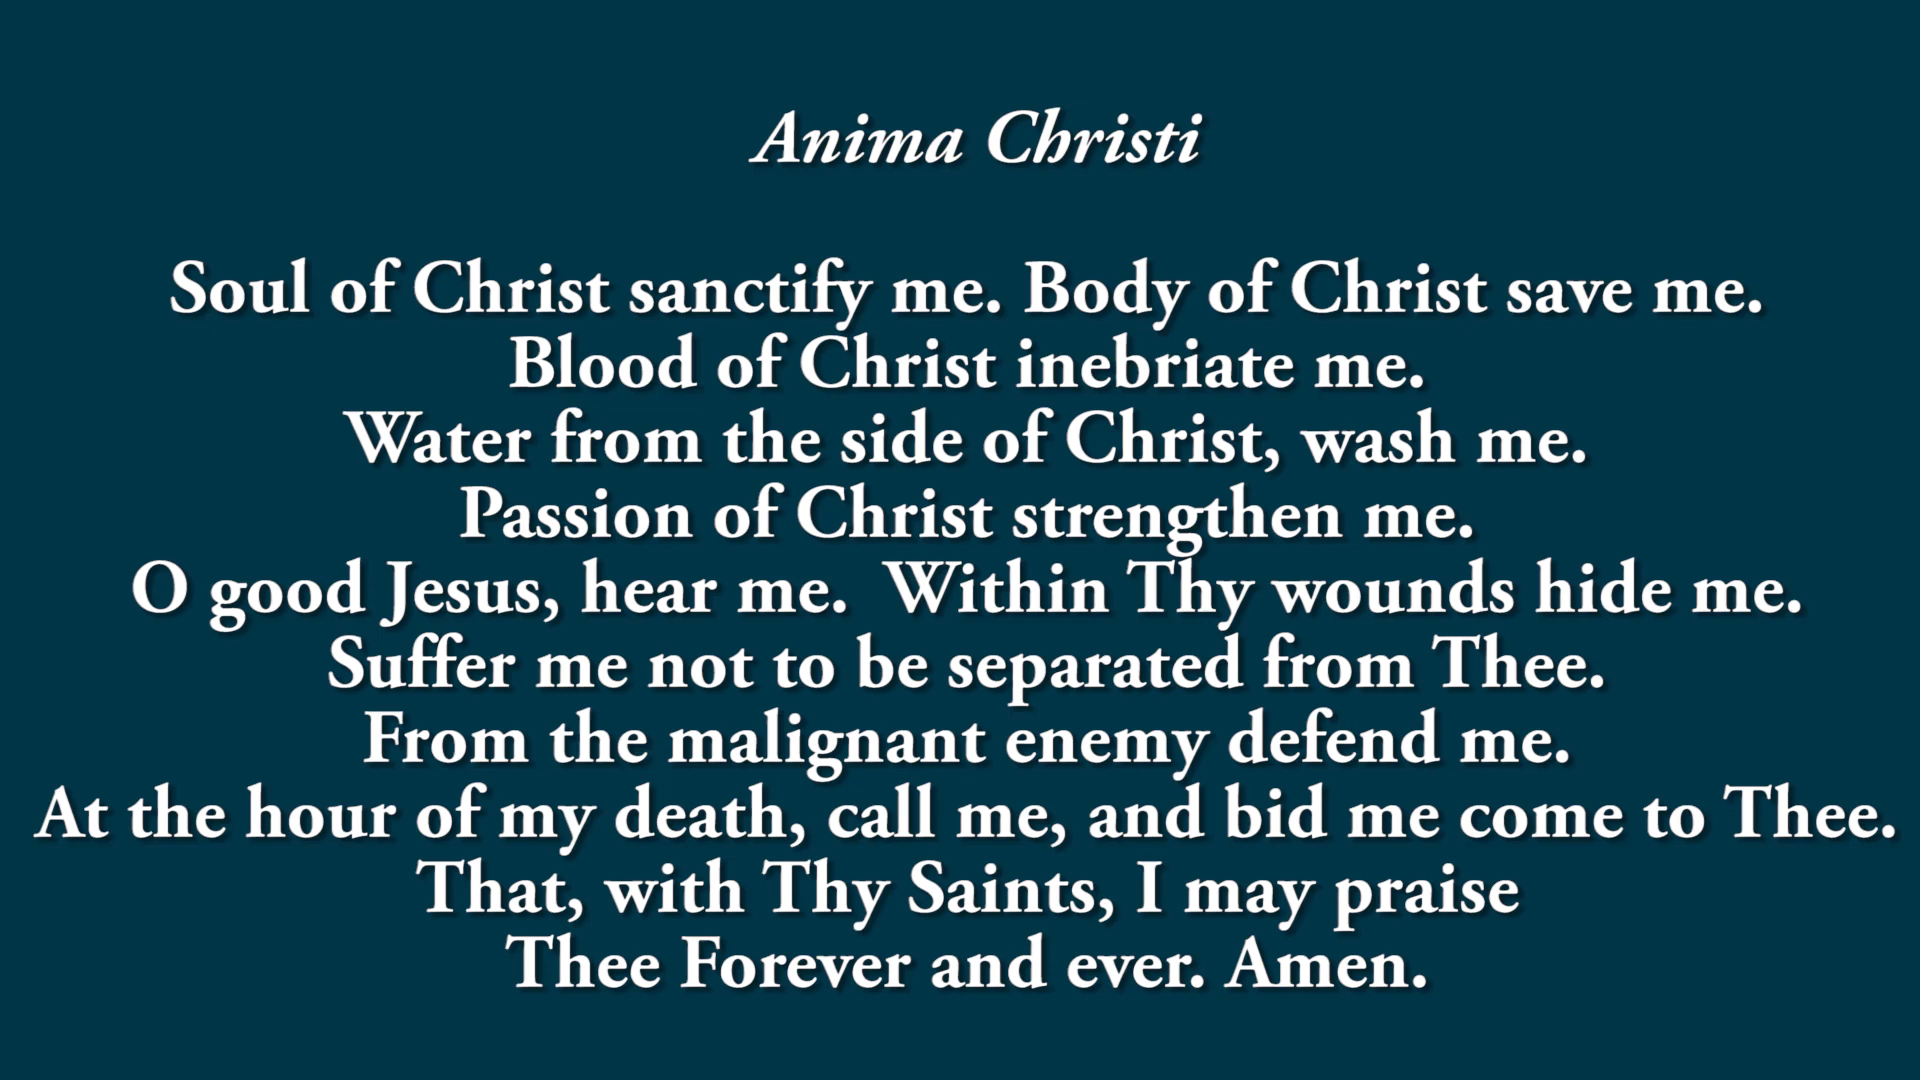 Anima Christi
Soul of Christ sanctify me. Body of Christ save me.
Blood of Christ inebriate me.
Water from the side of Christ, wash me.
Passion of Christ strengthen me.
O good Jesus, hear me.  Within Thy wounds hide me.
Suffer me not to be separated from Thee.
From the malignant enemy defend me.
At the hour of my death, call me, and bid me come to Thee.
That, with Thy Saints, I may praise
Thee Forever and ever. Amen.